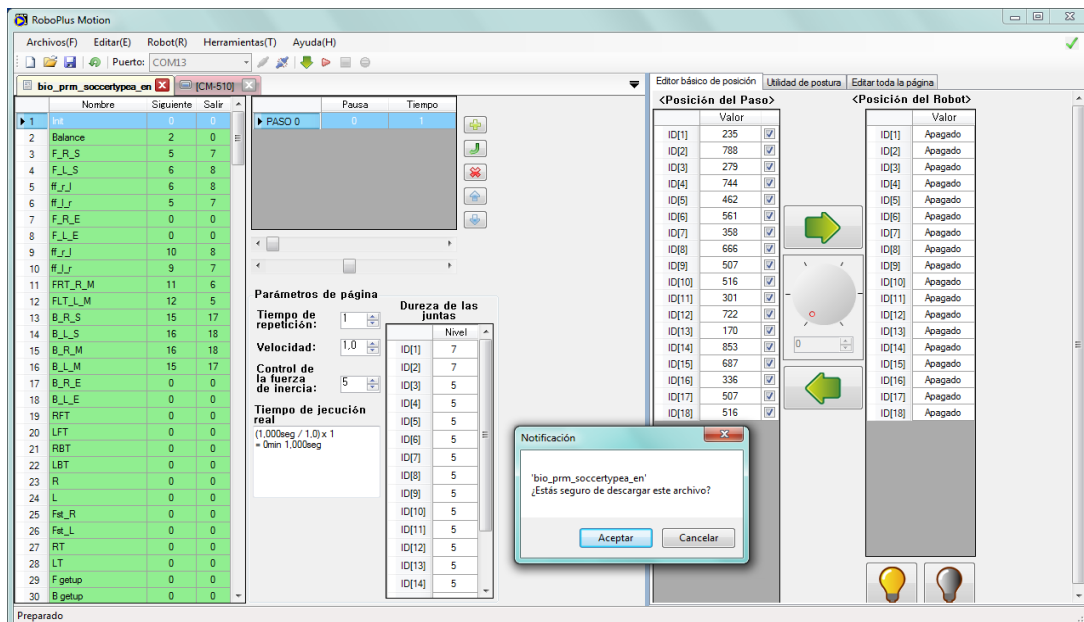 RoboPlus Motion
Archivos(F) Editar(E) Robot(R) Herramientas(T) Ayuda(H)
Puerto: COM13
bio_prm_soccertypea_en [CM-510]
Nombre Siguiente Salir
1 Init 0 0
2 Balance 2 0
3 F_R_S 5 7
4 F_L_S 6 8
5 ff_r_l 6 8
6 ff_l_r 5 7
7 F_R_E 0 0
8 F_L_E 0 0
9 ff_r_l 10 8
10 ff_l_r 9 7
11 FRT_R_M 11 6
12 FLT_L_M 12 5
13 B_R_S 15 17
14 B_L_S 16 18
15 B_R_M 16 18
16 B_L_M 15 17
17 B_R_E 0 0
18 B_L_E 0 0
19 RFT 0 0
20 LFT 0 0
21 RBT 0 0
22 LBT 0 0
23 R 0 0
24 L 0 0
25 Fst_R 0 0
26 Fst_L 0 0
27 RT 0 0
28 LT 0 0
29 F getup 0 0
30 B getup 0 0
Pausa Tiempo
PASO 0 0 1
Parámetros de página
Tiempo de
repetición: 1
Velocidad: 1,0
Control de
la fuerza
de inercia: 5
Tiempo de jecución
real
(1,000seg / 1,0) x 1
= 0min 1,000seg
Dureza de las
juntas
Nivel
ID[1] 7
ID[2] 7
ID[3] 5
ID[4] 5
ID[5] 5
ID[6] 5
ID[7] 5
ID[8] 5
ID[9] 5
ID[10] 5
ID[11] 5
ID[12] 5
ID[13] 5
ID[14] 5
Editor básico de posición Utilidad de postura Editar toda la página
<Posición del Paso>
Valor
ID[1] 235
ID[2] 788
ID[3] 279
ID[4] 744
ID[5] 462
ID[6] 561
ID[7] 358
ID[8] 666
ID[9] 507
ID[10] 516
ID[11] 301
ID[12] 722
ID[13] 170
ID[14] 853
ID[15] 687
ID[16] 336
ID[17] 507
ID[18] 516
0
<Posición del Robot>
Valor
ID[1] Apagado
ID[2] Apagado
ID[3] Apagado
ID[4] Apagado
ID[5] Apagado
ID[6] Apagado
ID[7] Apagado
ID[8] Apagado
ID[9] Apagado
ID[10] Apagado
ID[11] Apagado
ID[12] Apagado
ID[13] Apagado
ID[14] Apagado
ID[15] Apagado
ID[16] Apagado
ID[17] Apagado
ID[18] Apagado
Notificación
'bio_prm_soccertypea_en'
¿Estás seguro de descargar este archivo?
Aceptar Cancelar
Preparado